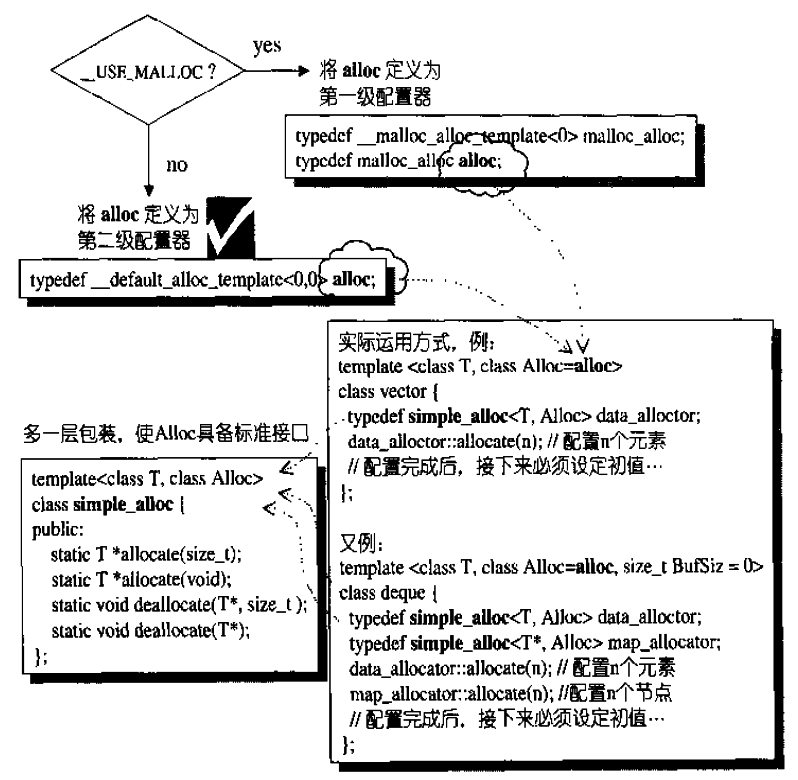 __USE_MALLOC ?
yes
将 alloc 定义为
第一级配置器
typedef __malloc_alloc_template<0> malloc_alloc;
typedef malloc_alloc alloc;
no
将 alloc 定义为
第二级配置器
typedef __default_alloc_template<0,0> alloc;
实际运用方式，例：
template <class T, class Alloc=alloc>
class vector {
typedef simple_alloc<T, Alloc> data_alloctor;
data_alloctor::allocate(n); // 配置n个元素
// 配置完成后，接下来必须设定初值…
};
又例：
template <class T, class Alloc=alloc, size_t BufSiz = 0>
class deque {
typedef simple_alloc<T, Alloc> data_alloctor;
typedef simple_alloc<T*, Alloc> map_allocator;
data_allocator::allocate(n); // 配置n个元素
map_allocator::allocate(n); //配置n个节点
// 配置完成后，接下来必须设定初值…
};
多一层包装，使Alloc具备标准接口
template<class T, class Alloc>
class simple_alloc {
public:
static T *allocate(size_t);
static T *allocate(void);
static void deallocate(T*, size_t );
static void deallocate(T*);
};